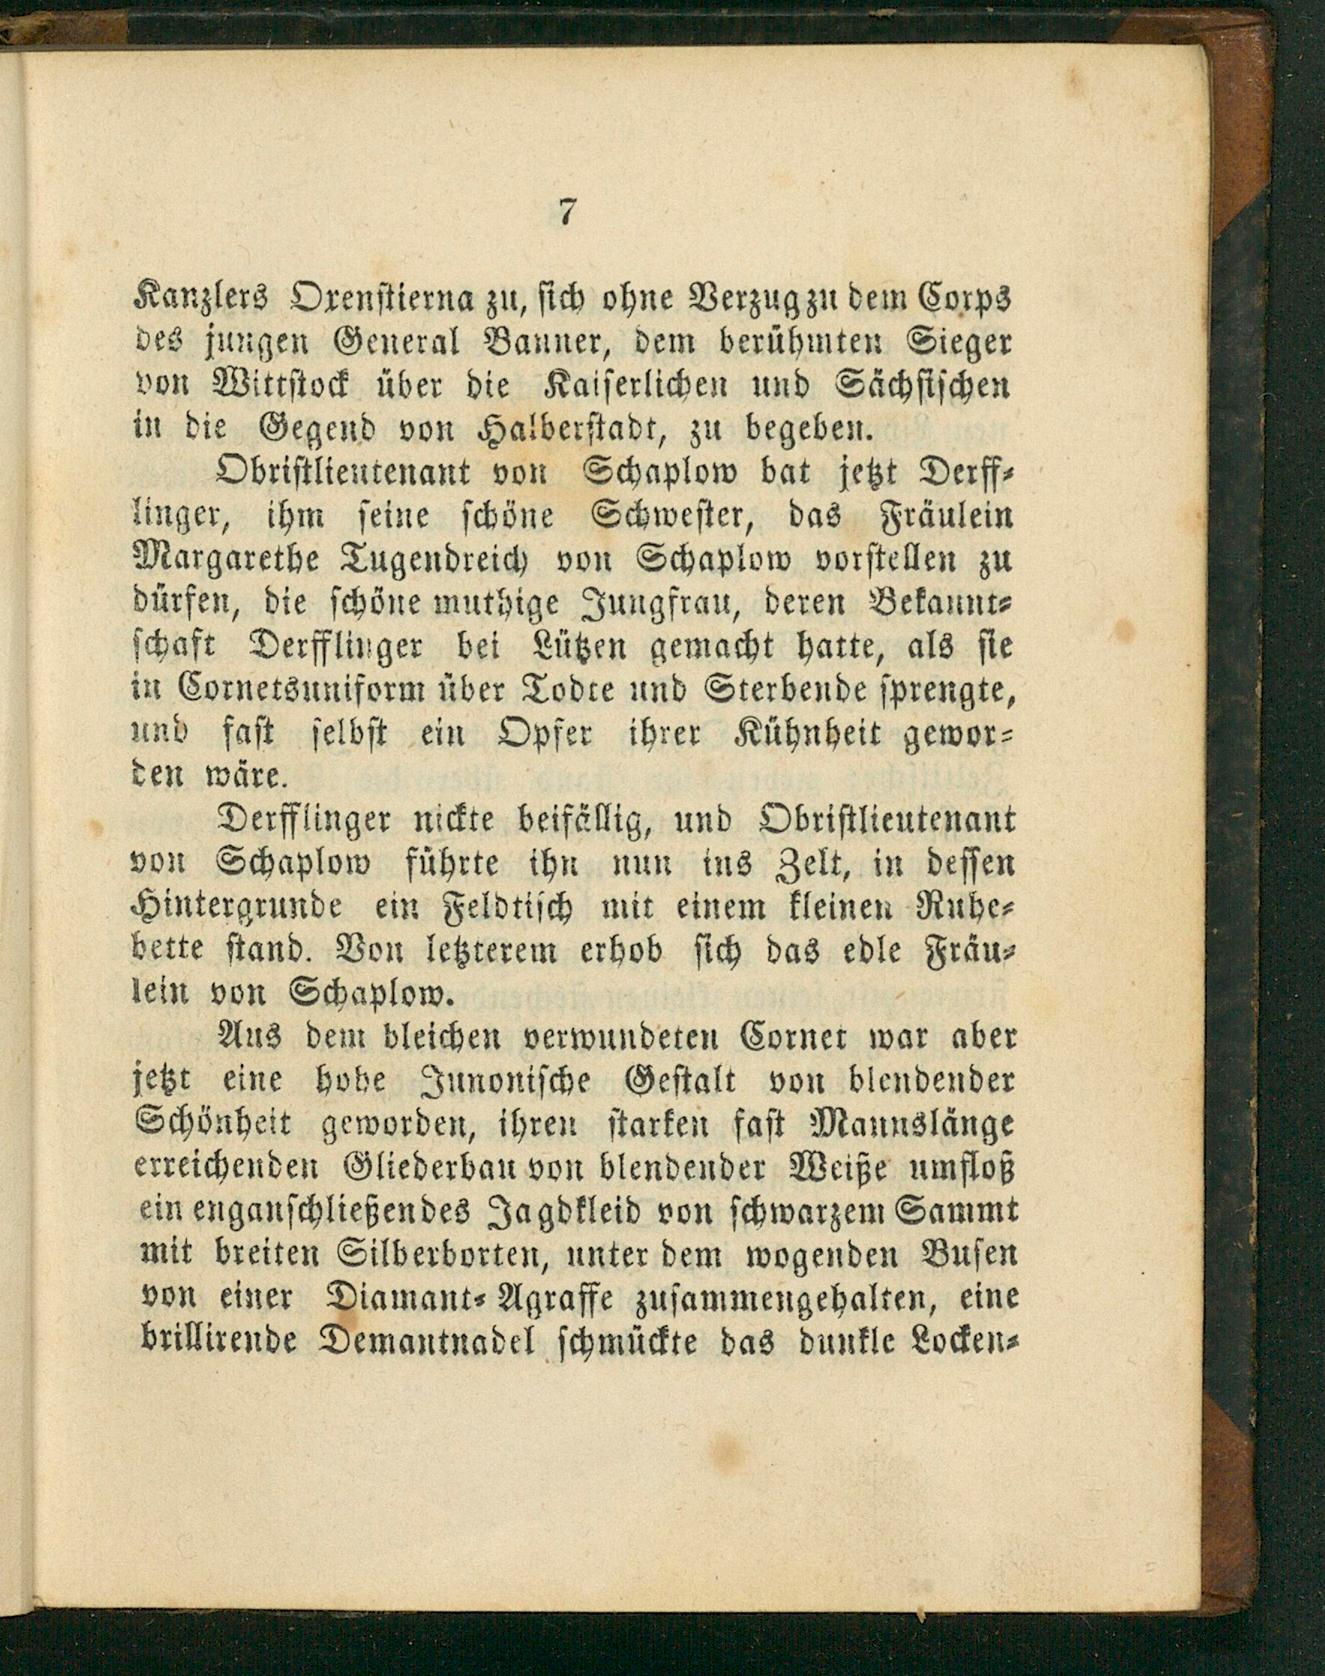 7
Kanzlers Oxenstierna zu, sich ohne Verzug zu dem Corps
des jungen General Banner, dem berühmten Sieger
von Wittstock über die Kaiserlichen und Sächsischen
in die Gegend von Halberstadt, zu begeben.
Obristlieutenant von Schaplow bat jetzt Derff-
linger, ihm seine schöne Schwester, das Fräulein
Margarethe Tugendreich von Schaplow vorstellen zu
dürfen, die schöne muthige Jungfrau, deren Bekannt-
schaft Derfflinger bei Lützen gemacht hatte, als sie
in Cornetsuniform über Todte und Sterbende sprengte,
und fast selbst ein Opfer ihrer Kühnheit gewor-
den wäre.
Derfflinger nickte beifällig, und Obristlieutenant
von Schaplow führte ihn nun ins Zelt, in dessen
Hintergrunde ein Feldtisch mit einem kleinen Ruhe-
bette stand. Von letzterem erhob sich das edle Fräu-
lein von Schaplow.
Aus dem bleichen verwundeten Cornet war aber
jetzt eine hohe Junonische Gestalt von blendender
Schönheit geworden, ihren starken fast Mannslänge
erreichenden Gliederbau von blendender Weiße umfloß
ein enganschließendes Jagdkleid von schwarzem Sammt
mit breiten Silberborten, unter dem wogenden Busen
von einer Diamant-Agraffe zusammengehalten, eine
brillirende Demantnadel schmückte das dunkle Locken-